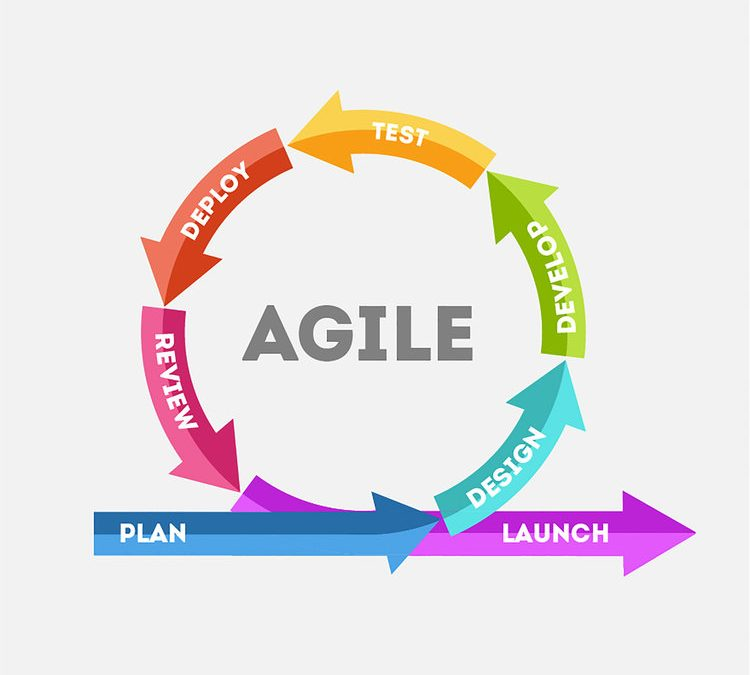 AGILE
PLAN
DESIGN
DEVELOP
TEST
DEPLOY
REVIEW
LAUNCH